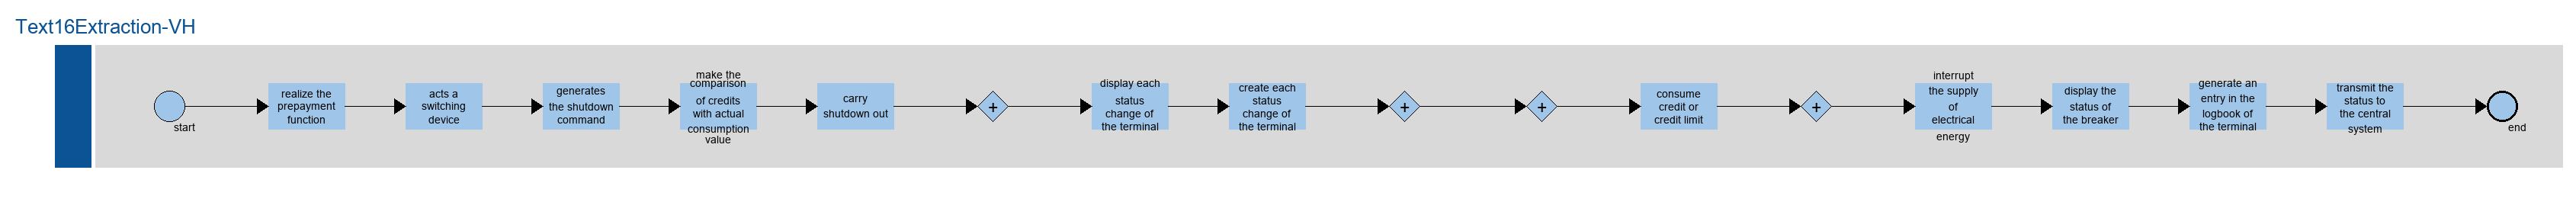 Text16Extraction-VH
start
realize the
prepayment
function
acts a
switching
device
generates
the shutdown
command
make the
comparison
of credits
with actual
consumption
value
carry
shutdown out
+
display each
status
change of
the terminal
create each
status
change of
the terminal
+
+
consume
credit or
credit limit
+
interrupt
the supply
of
electrical
energy
display the
status of
the breaker
generate an
entry in the
logbook of
the terminal
transmit the
status to
the central
system
end